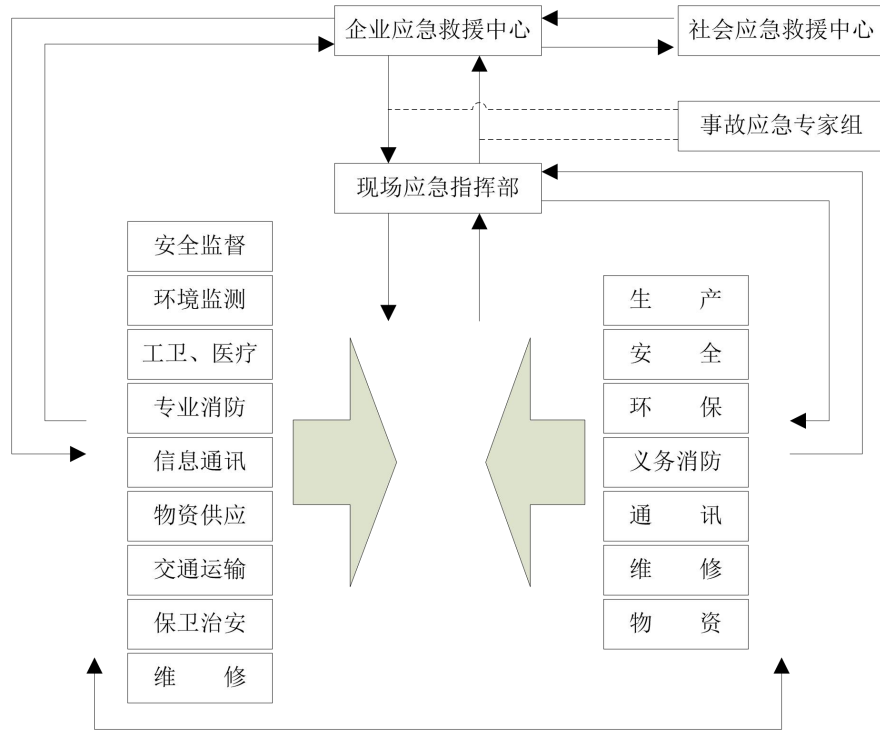 企业应急救援中心
社会应急救援中心
事故应急专家组
现场应急指挥部
安全监督
环境监测
工卫、医疗
专业消防
信息通讯
物资供应
交通运输
保卫治安
维 修
生 产
安 全
环 保
义务消防
通 讯
维 修
物 资